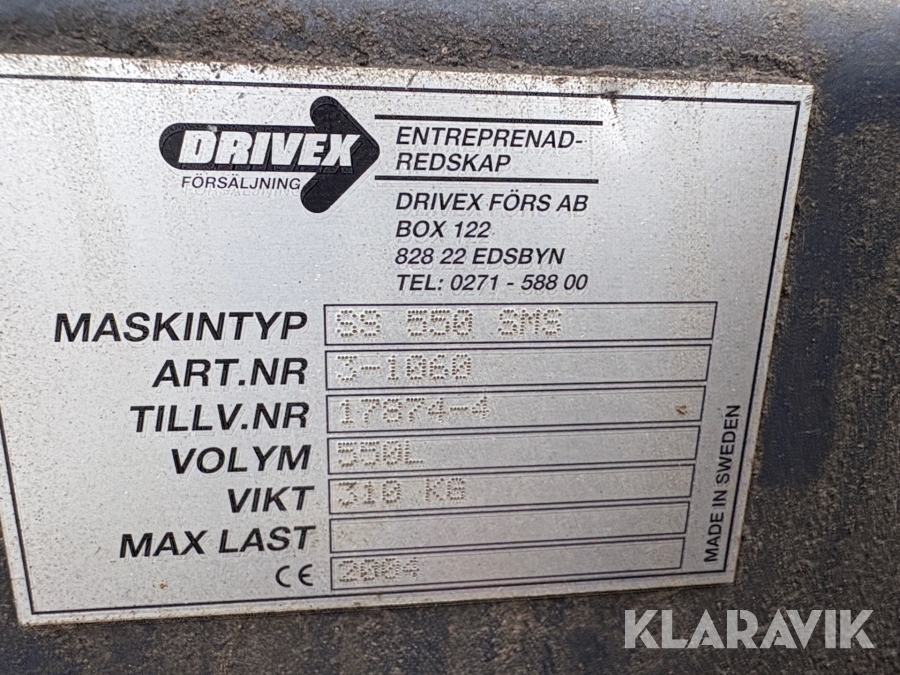 DRIVEX
FÖRSÄLJNING
ENTREPRENAD-
REDSKAP
DRIVEX FÖRS AB
BOX 122
828 22 EDSBYN
TEL: 0271 - 588 00
MASKINTYP SS 550 SMS
ART.NR 3-1060
TILLV.NR 17874-4
VOLYM 550L
VIKT 310 KG
MAX LAST
CE 2004
MADE IN SWEDEN
KLARAVIK